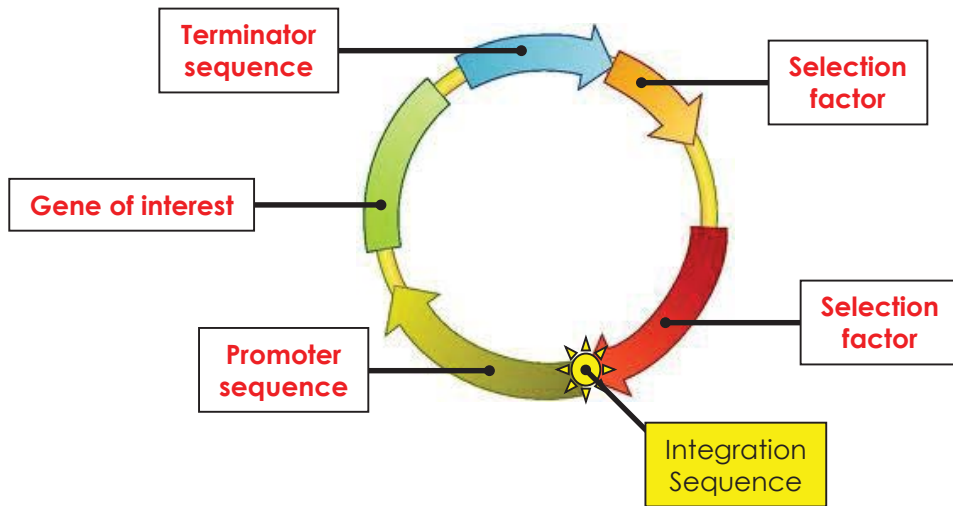 Terminator
sequence
Selection
factor
Gene of interest
Selection
factor
Promoter
sequence
Integration
Sequence